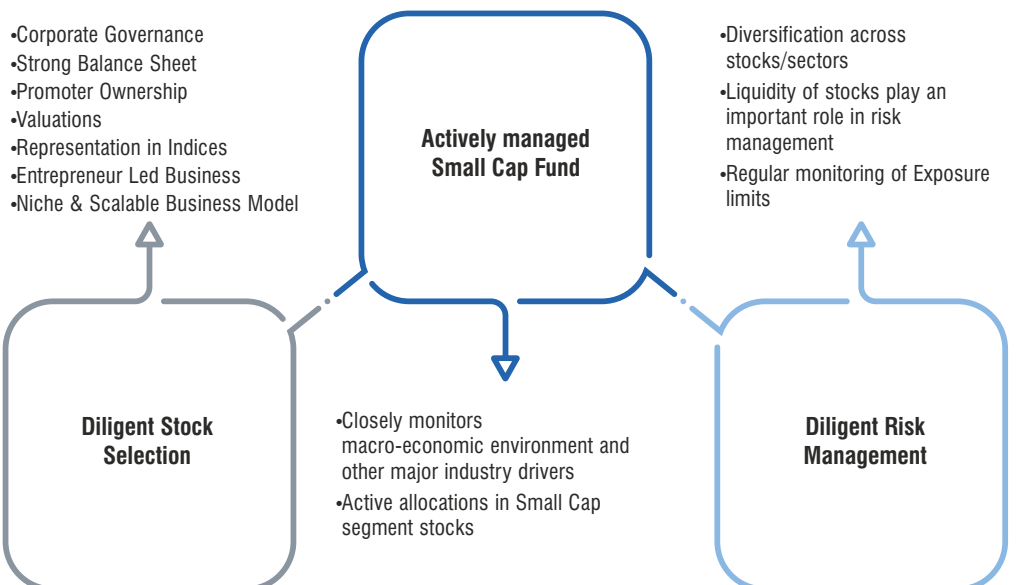 •Corporate Governance
•Strong Balance Sheet
•Promoter Ownership
•Valuations
•Representation in Indices
•Entrepreneur Led Business
•Niche & Scalable Business Model
Actively managed
Small Cap Fund
•Diversification across
stocks/sectors
•Liquidity of stocks play an
important role in risk
management
•Regular monitoring of Exposure
limits
Diligent Stock
Selection
•Closely monitors
macro-economic environment and
other major industry drivers
•Active allocations in Small Cap
segment stocks
Diligent Risk
Management